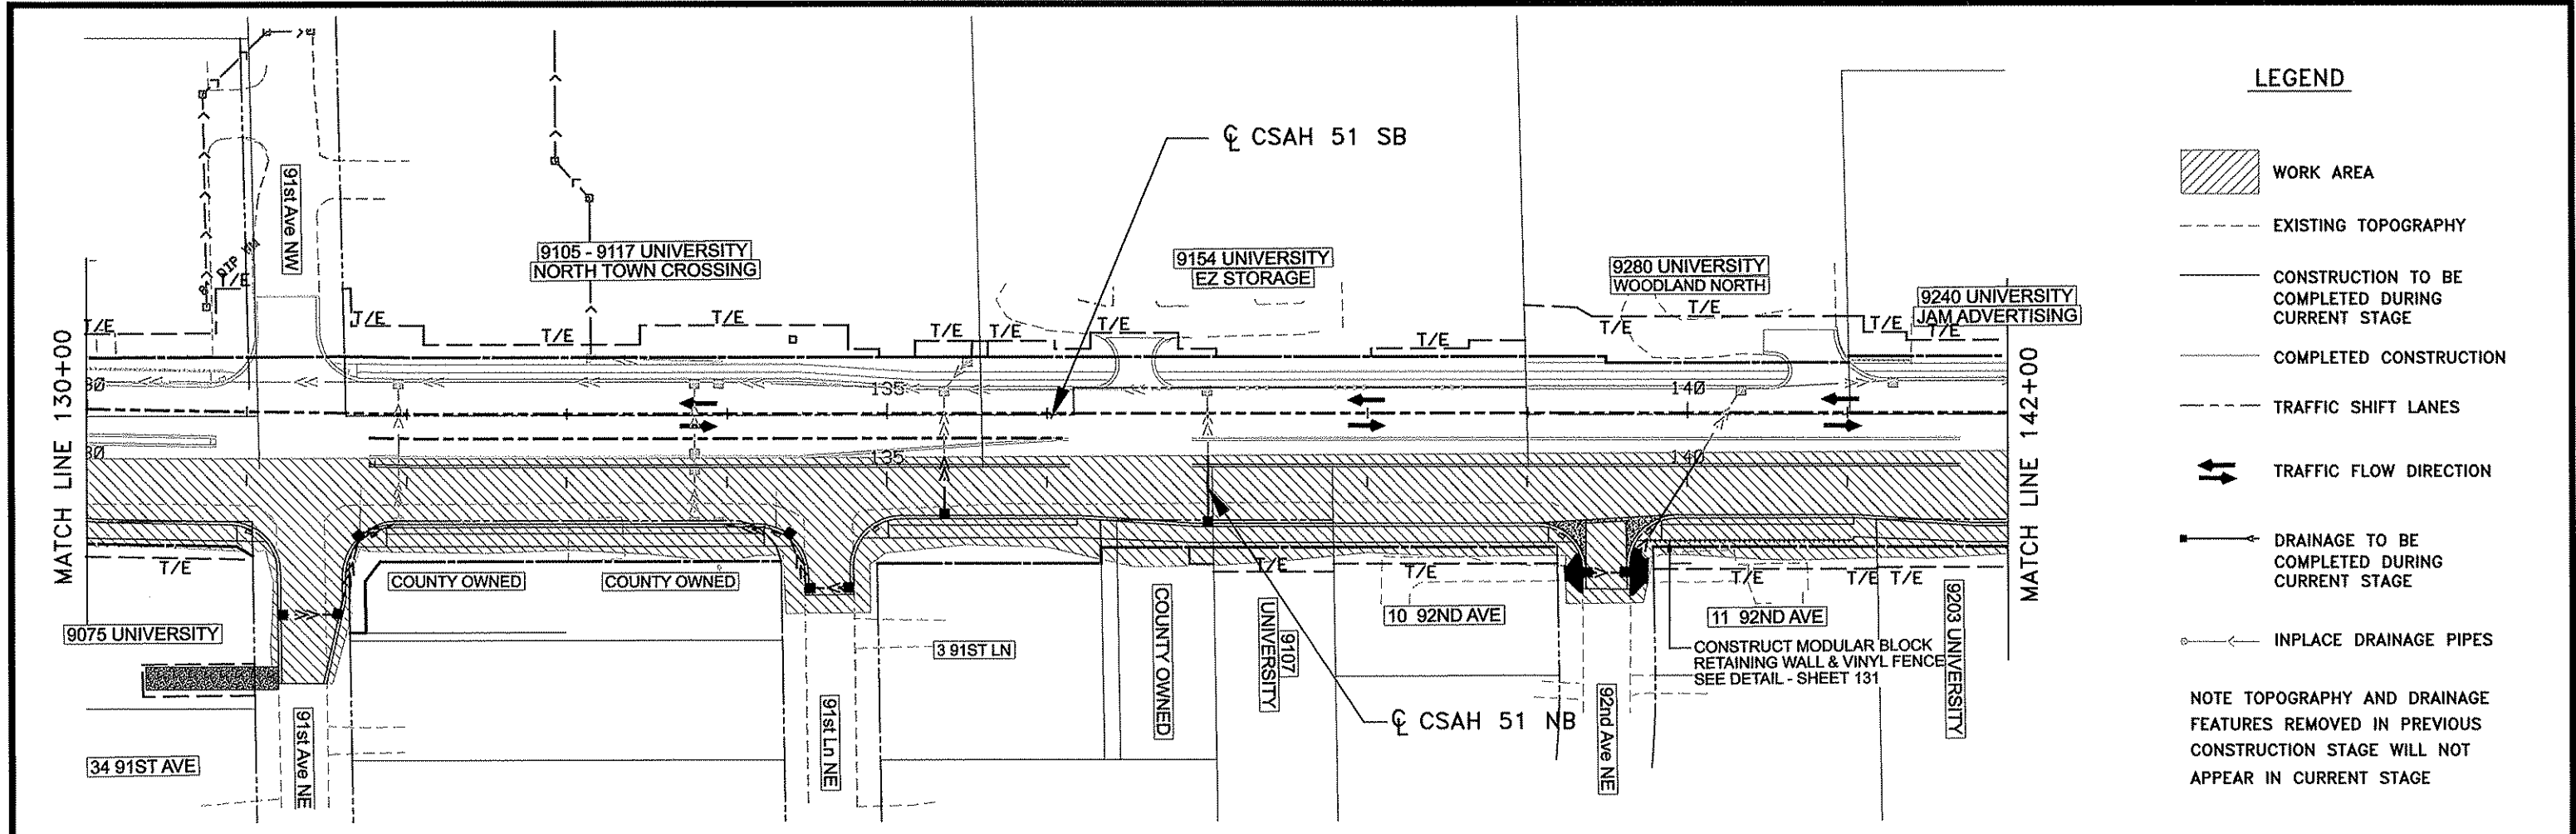 LEGEND
WORK AREA
EXISTING TOPOGRAPHY
CONSTRUCTION TO BE
COMPLETED DURING
CURRENT STAGE
COMPLETED CONSTRUCTION
TRAFFIC SHIFT LANES
TRAFFIC FLOW DIRECTION
DRAINAGE TO BE
COMPLETED DURING
CURRENT STAGE
INPLACE DRAINAGE PIPES
NOTE TOPOGRAPHY AND DRAINAGE
FEATURES REMOVED IN PREVIOUS
CONSTRUCTION STAGE WILL NOT
APPEAR IN CURRENT STAGE
MATCH LINE 130+00
MATCH LINE 142+00
℄ CSAH 51 SB
91st Ave NW
DIP
T/E
9105 - 9117 UNIVERSITY
NORTH TOWN CROSSING
9154 UNIVERSITY
EZ STORAGE
9280 UNIVERSITY
WOODLAND NORTH
T/E
9240 UNIVERSITY
JAM ADVERTISING
T/E
T/E
T/E
T/E
T/E
T/E
T/E
T/E
T/E
T/E
T/E
30
135
140
30
135
140
T/E
COUNTY OWNED
COUNTY OWNED
T/E
T/E
T/E
T/E
T/E
9075 UNIVERSITY
3 91ST LN
COUNTY OWNED
9107
UNIVERSITY
10 92ND AVE
11 92ND AVE
9203 UNIVERSITY
CONSTRUCT MODULAR BLOCK
RETAINING WALL & VINYL FENCE
SEE DETAIL - SHEET 131
℄ CSAH 51 NB
34 91ST AVE
91st Ave NE
91st Ln NE
92nd Ave NE